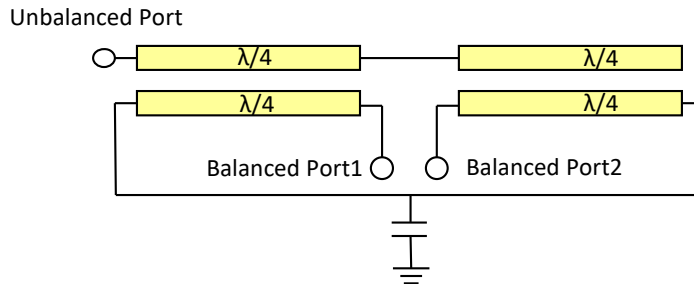 Unbalanced Port
λ/4 λ/4
λ/4 λ/4
Balanced Port1 Balanced Port2